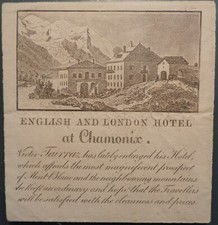 ENGLISH AND LONDON HOTEL
at Chamonix.
Victor Tairraz, has lately enlarged his Hotel,
which affords the most magnificent prospect
of Mont-Blanc and the neighbouring mountains
he keeps an ordinary and hopes that the Travellers
will be satisfied with the cleanness and prices